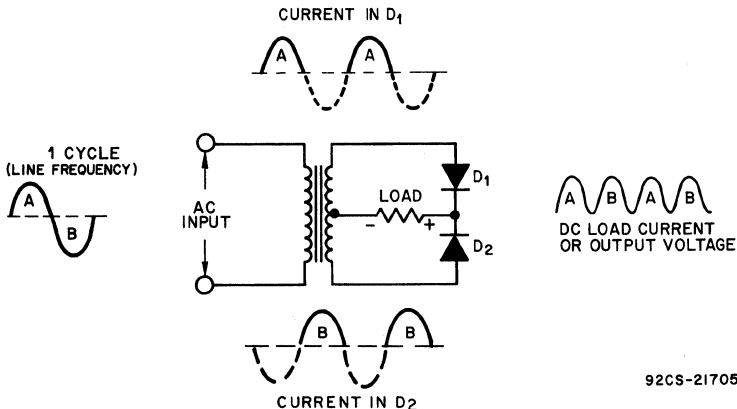 CURRENT IN D1
A
A
1 CYCLE
(LINE FREQUENCY)
A
B
AC
INPUT
LOAD
- +
D1
D2
A B A B
DC LOAD CURRENT
OR OUTPUT VOLTAGE
B
B
CURRENT IN D2
92CS-21705